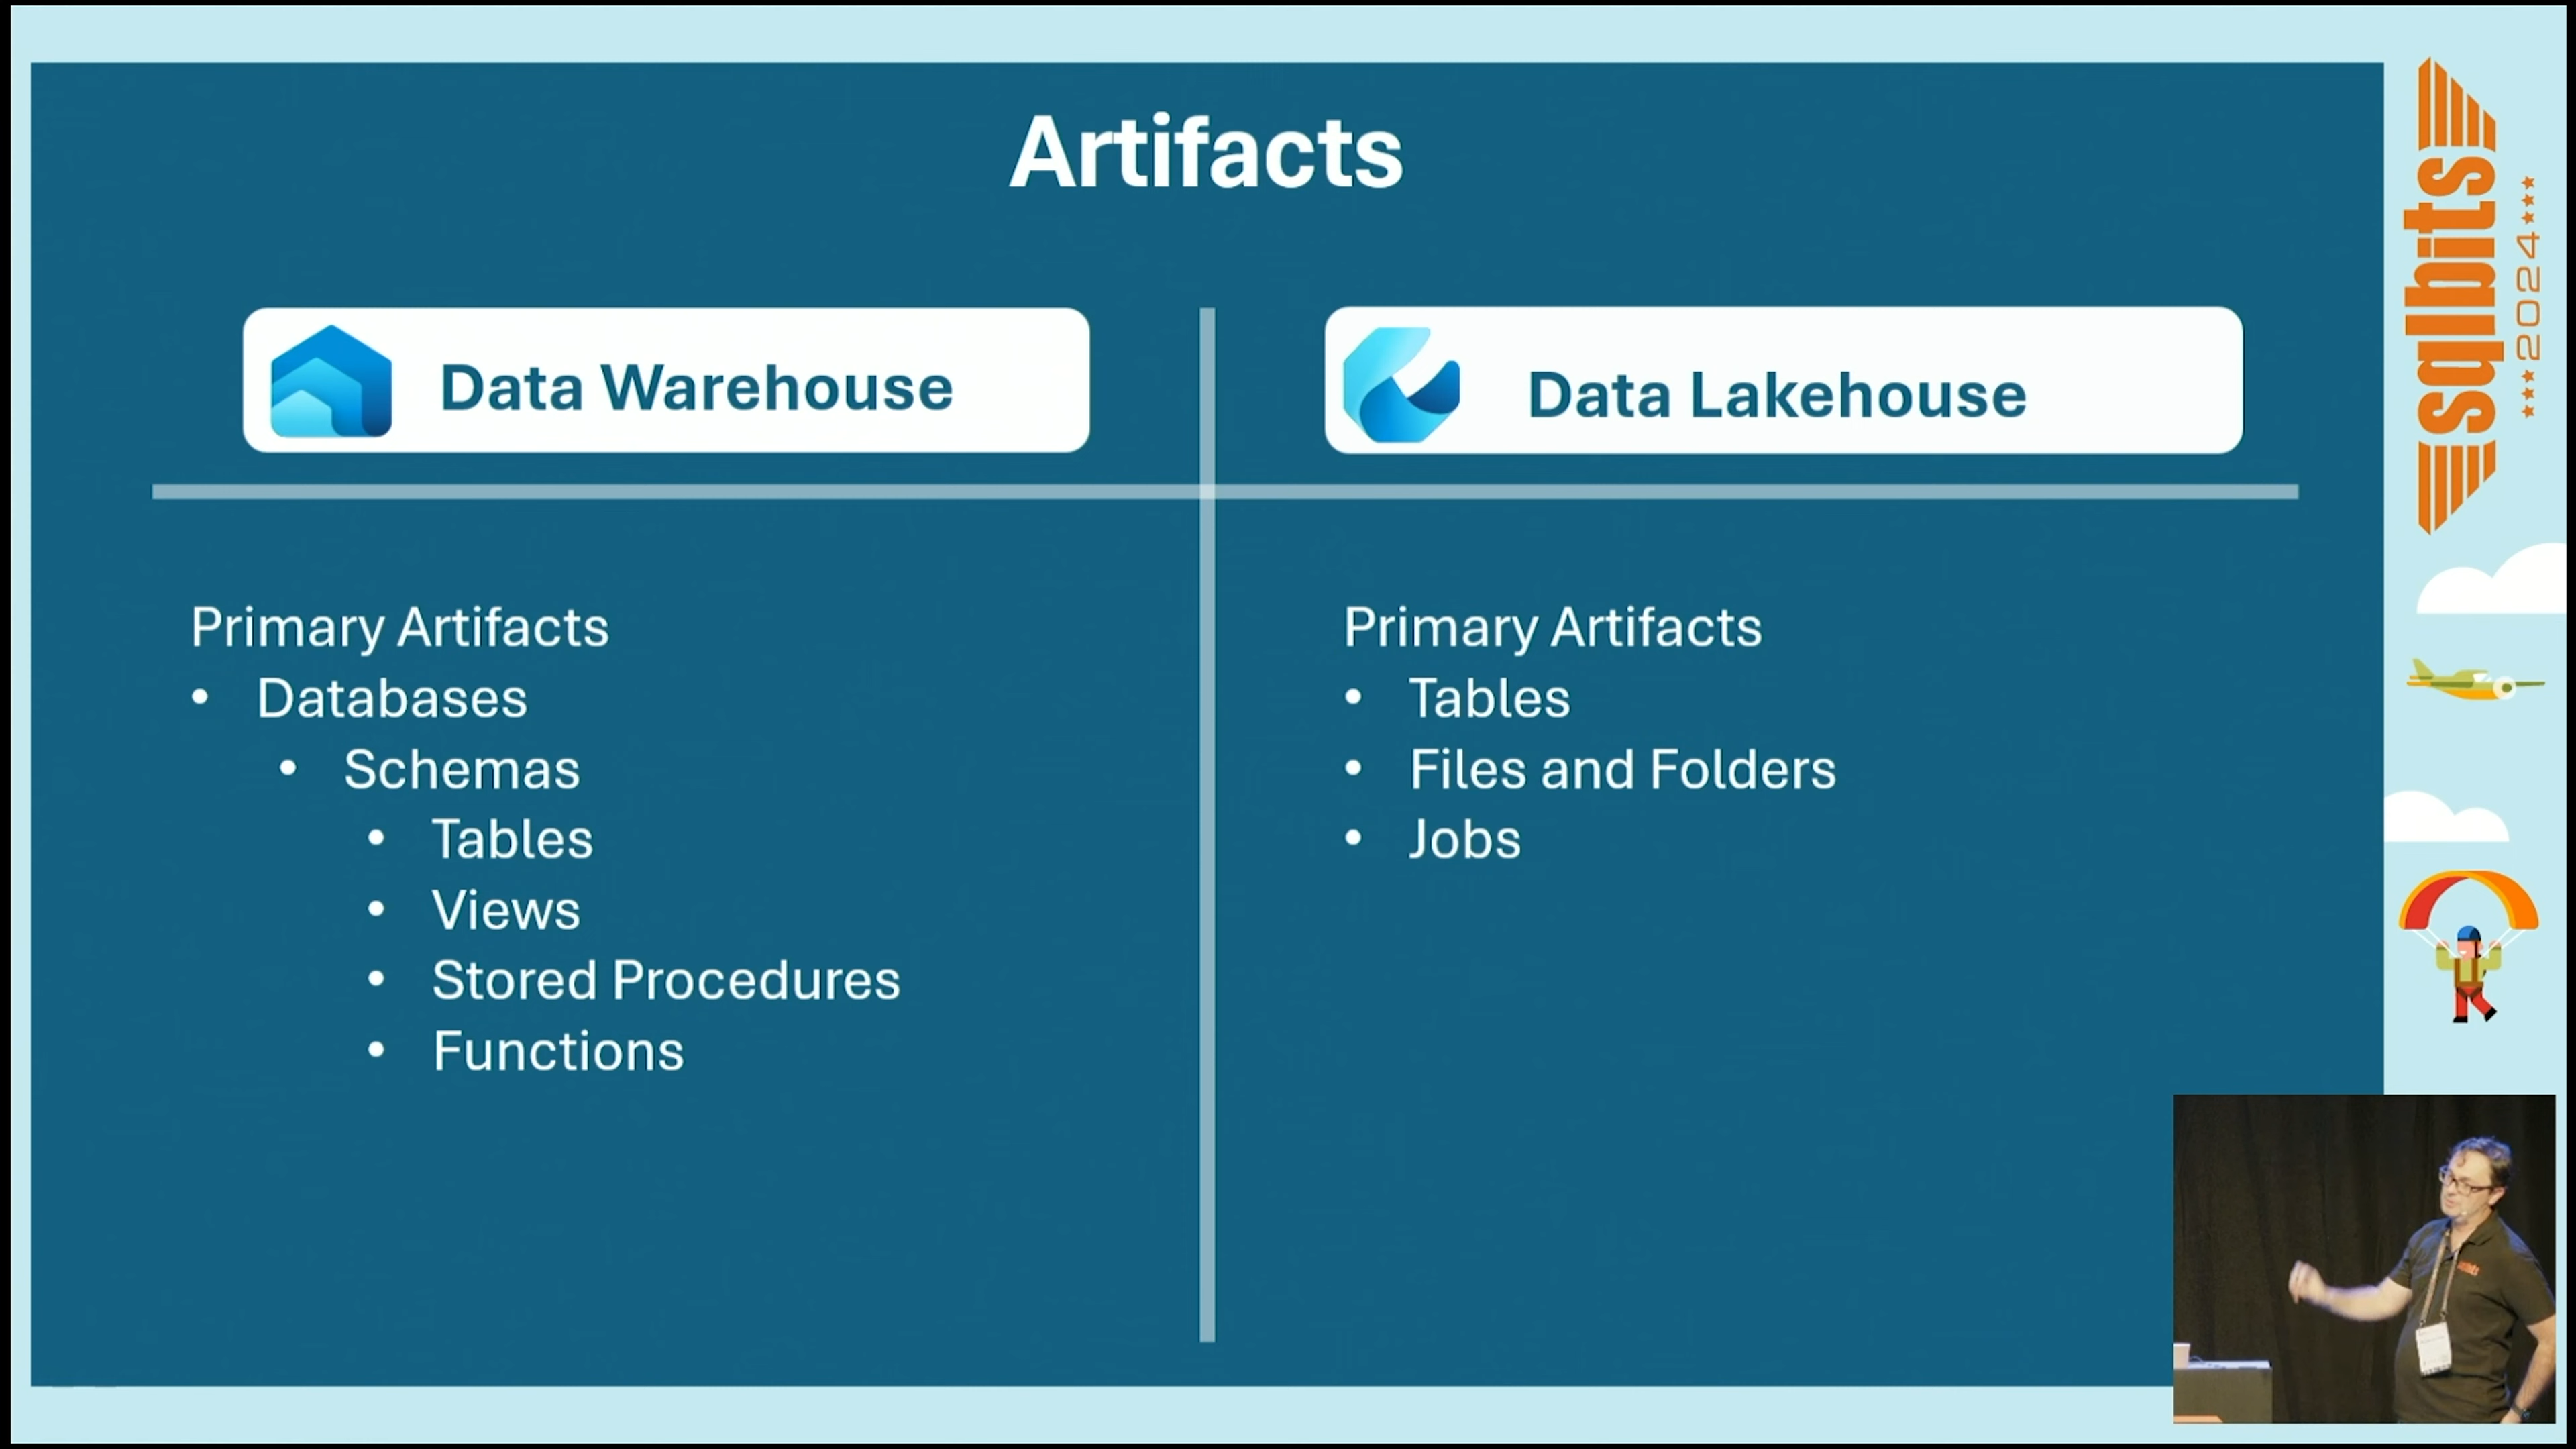 Artifacts
Data Warehouse
Data Lakehouse
Primary Artifacts
• Databases
• Schemas
• Tables
• Views
• Stored Procedures
• Functions
Primary Artifacts
• Tables
• Files and Folders
• Jobs
sqlbits
2024